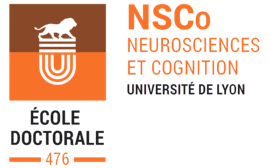 ÉCOLE
DOCTORALE
476
NSCo
NEUROSCIENCES
ET COGNITION
UNIVERSITÉ DE LYON